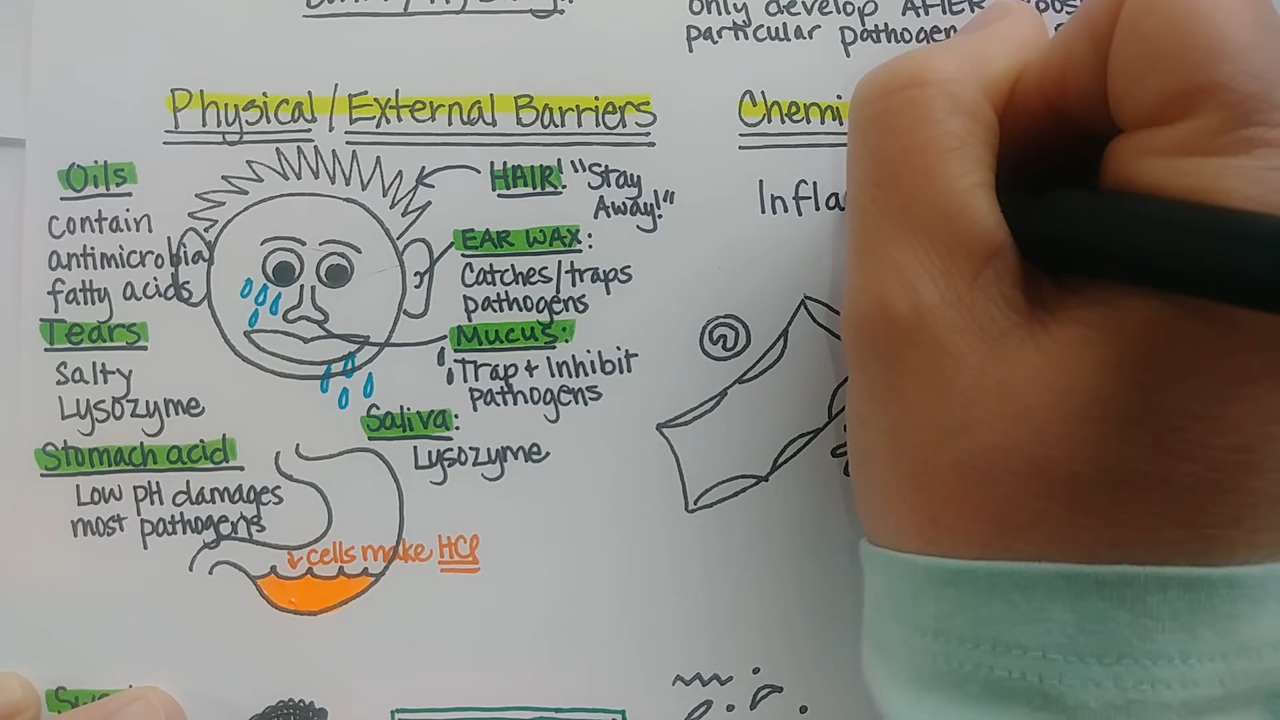 only develop AFTER
particular pathogen
Physical/External Barriers
Oils
contain
antimicrobial
fatty acids
Tears
Salty
Lysozyme
Stomach acid
Low pH damages
most pathogens
HAIR! "Stay
Away!"
EAR WAX:
Catches/traps
pathogens
Mucus:
Trap + Inhibit
pathogens
Saliva:
Lysozyme
cells make HCl
Chemi
Infla